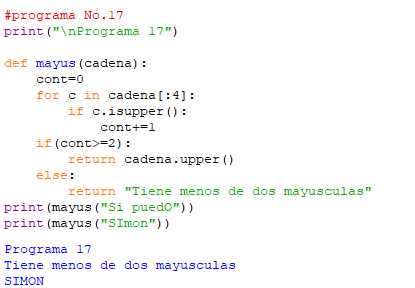 #programa No.17
print("\nPrograma 17")
def mayus(cadena):
    cont=0
    for c in cadena[:4]:
        if c.isupper():
            cont+=1
    if(cont>=2):
        return cadena.upper()
    else:
        return "Tiene menos de dos mayusculas"
print(mayus("Si puedO"))
print(mayus("SImon"))
Programa 17
Tiene menos de dos mayusculas
SIMON